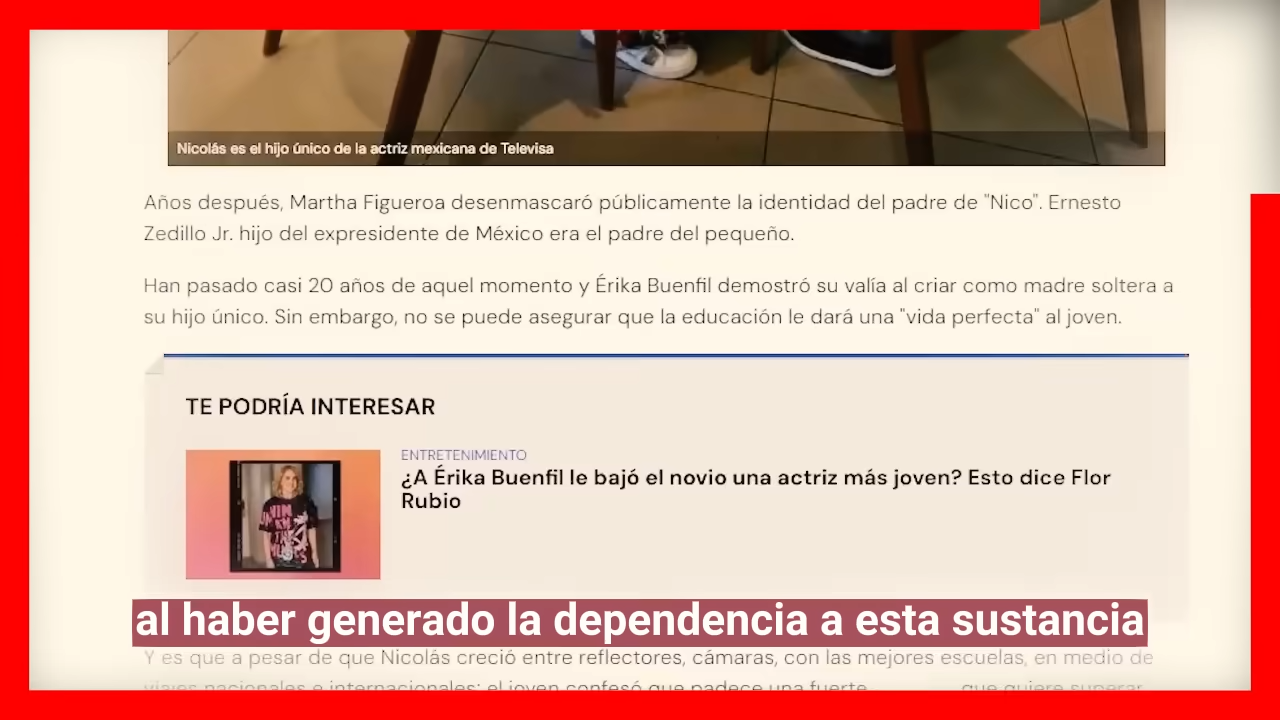 Nicolás es el hijo único de la actriz mexicana de Televisa
Años después, Martha Figueroa desenmascaró públicamente la identidad del padre de "Nico". Ernesto
Zedillo Jr. hijo del expresidente de México era el padre del pequeño.
Han pasado casi 20 años de aquel momento y Érika Buenfil demostró su valía al criar como madre soltera a
su hijo único. Sin embargo, no se puede asegurar que la educación le dará una "vida perfecta" al joven.
TE PODRÍA INTERESAR
ENTRETENIMIENTO
¿A Érika Buenfil le bajó el novio una actriz más joven? Esto dice Flor
Rubio
al haber generado la dependencia a esta sustancia
Y es que a pesar de que Nicolás creció entre reflectores, cámaras, con las mejores escuelas, en medio de
viajes nacionales e internacionales; el joven confesó que padece una fuerte que quiere superar